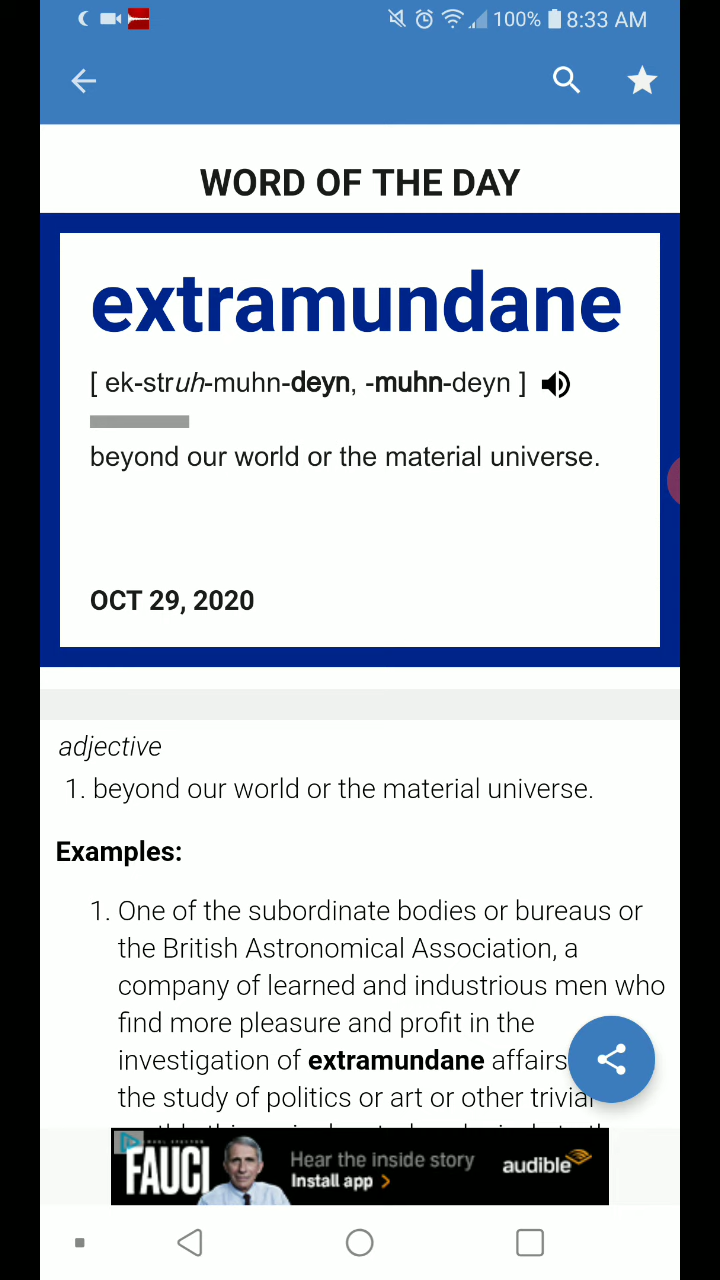 100% 8:33 AM
WORD OF THE DAY
extramundane
[ ek-struh-muhn-deyn, -muhn-deyn ]
beyond our world or the material universe.
OCT 29, 2020
adjective
1. beyond our world or the material universe.
Examples:
1. One of the subordinate bodies or bureaus or
the British Astronomical Association, a
company of learned and industrious men who
find more pleasure and profit in the
investigation of extramundane affairs
the study of politics or art or other trivial
FAUCI
Hear the inside story
Install app >
audible